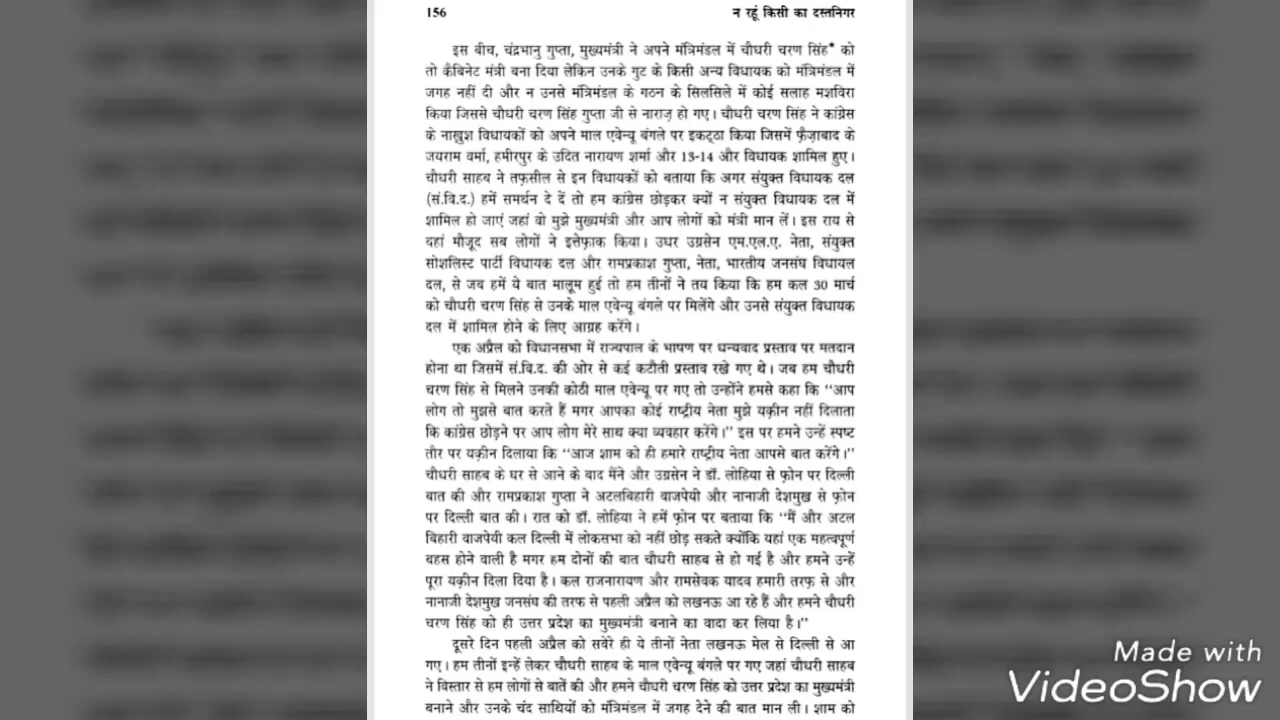 156 न रहूं किसी का दस्तनिगर
इस बीच, चंद्रभानु गुप्ता, मुख्यमंत्री ने अपने मंत्रिमंडल में चौधरी चरण सिंह* को
तो कैबिनेट मंत्री बना दिया लेकिन उनके गुट के किसी अन्य विधायक को मंत्रिमंडल में
जगह नहीं दी और न उनसे मंत्रिमंडल के गठन के सिलसिले में कोई सलाह मशविरा
किया जिससे चौधरी चरण सिंह गुप्ता जी से नाराज़ हो गए। चौधरी चरण सिंह ने कांग्रेस
के नाख़ुश विधायकों को अपने माल एवेन्यू बंगले पर इकट्ठा किया जिसमें फ़ैज़ाबाद के
जयराम वर्मा, हमीरपुर के उदित नारायण शर्मा और 13-14 और विधायक शामिल हुए।
चौधरी साहब ने तफ़सील से इन विधायकों को बताया कि अगर संयुक्त विधायक दल
(सं.वि.द.) हमें समर्थन दे दें तो हम कांग्रेस छोड़कर क्यों न संयुक्त विधायक दल में
शामिल हो जाएं जहां वो मुझे मुख्यमंत्री और आप लोगों को मंत्री मान लें। इस राय से
वहां मौजूद सब लोगों ने इत्तेफ़ाक किया। उधर उग्रसेन एम.एल.ए. नेता, संयुक्त
सोशलिस्ट पार्टी विधायक दल और रामप्रकाश गुप्ता, नेता, भारतीय जनसंघ विधायल
दल, से जब हमें ये बात मालूम हुई तो हम तीनों ने तय किया कि हम कल 30 मार्च
को चौधरी चरण सिंह से उनके माल एवेन्यू बंगले पर मिलेंगे और उनसे संयुक्त विधायक
दल में शामिल होने के लिए आग्रह करेंगे।
एक अप्रैल को विधानसभा में राज्यपाल के भाषण पर धन्यवाद प्रस्ताव पर मतदान
होना था जिसमें सं.वि.द. की ओर से कई कटौती प्रस्ताव रखे गए थे। जब हम चौधरी
चरण सिंह से मिलने उनकी कोठी माल एवेन्यू पर गए तो उन्होंने हमसे कहा कि “आप
लोग तो मुझसे बात करते हैं मगर आपका कोई राष्ट्रीय नेता मुझे यक़ीन नहीं दिलाता
कि कांग्रेस छोड़ने पर आप लोग मेरे साथ क्या व्यवहार करेंगे।” इस पर हमने उन्हें स्पष्ट
तौर पर यक़ीन दिलाया कि “आज शाम को ही हमारे राष्ट्रीय नेता आपसे बात करेंगे।”
चौधरी साहब के घर से आने के बाद मैंने और उग्रसेन ने डॉ. लोहिया से फ़ोन पर दिल्ली
बात की और रामप्रकाश गुप्ता ने अटलबिहारी वाजपेयी और नानाजी देशमुख से फ़ोन
पर दिल्ली बात की। रात को डॉ. लोहिया ने हमें फ़ोन पर बताया कि “मैं और अटल
बिहारी वाजपेयी कल दिल्ली में लोकसभा को नहीं छोड़ सकते क्योंकि यहां एक महत्वपूर्ण
बहस होने वाली है मगर हम दोनों की बात चौधरी साहब से हो गई है और हमने उन्हें
पूरा यक़ीन दिला दिया है। कल राजनारायण और रामसेवक यादव हमारी तरफ़ से और
नानाजी देशमुख जनसंघ की तरफ से पहली अप्रैल को लखनऊ आ रहे हैं और हमने चौधरी
चरण सिंह को ही उत्तर प्रदेश का मुख्यमंत्री बनाने का वादा कर लिया है।”
दूसरे दिन पहली अप्रैल को सवेरे ही ये तीनों नेता लखनऊ मेल से दिल्ली से आ
गए। हम तीनों इन्हें लेकर चौधरी साहब के माल एवेन्यू बंगले पर गए जहां चौधरी साहब
ने विस्तार से हम लोगों से बातें की और हमने चौधरी चरण सिंह को उत्तर प्रदेश का मुख्यमंत्री
बनाने और उनके चंद साथियों को मंत्रिमंडल में जगह देने की बात मान ली। शाम को
Made with
VideoShow